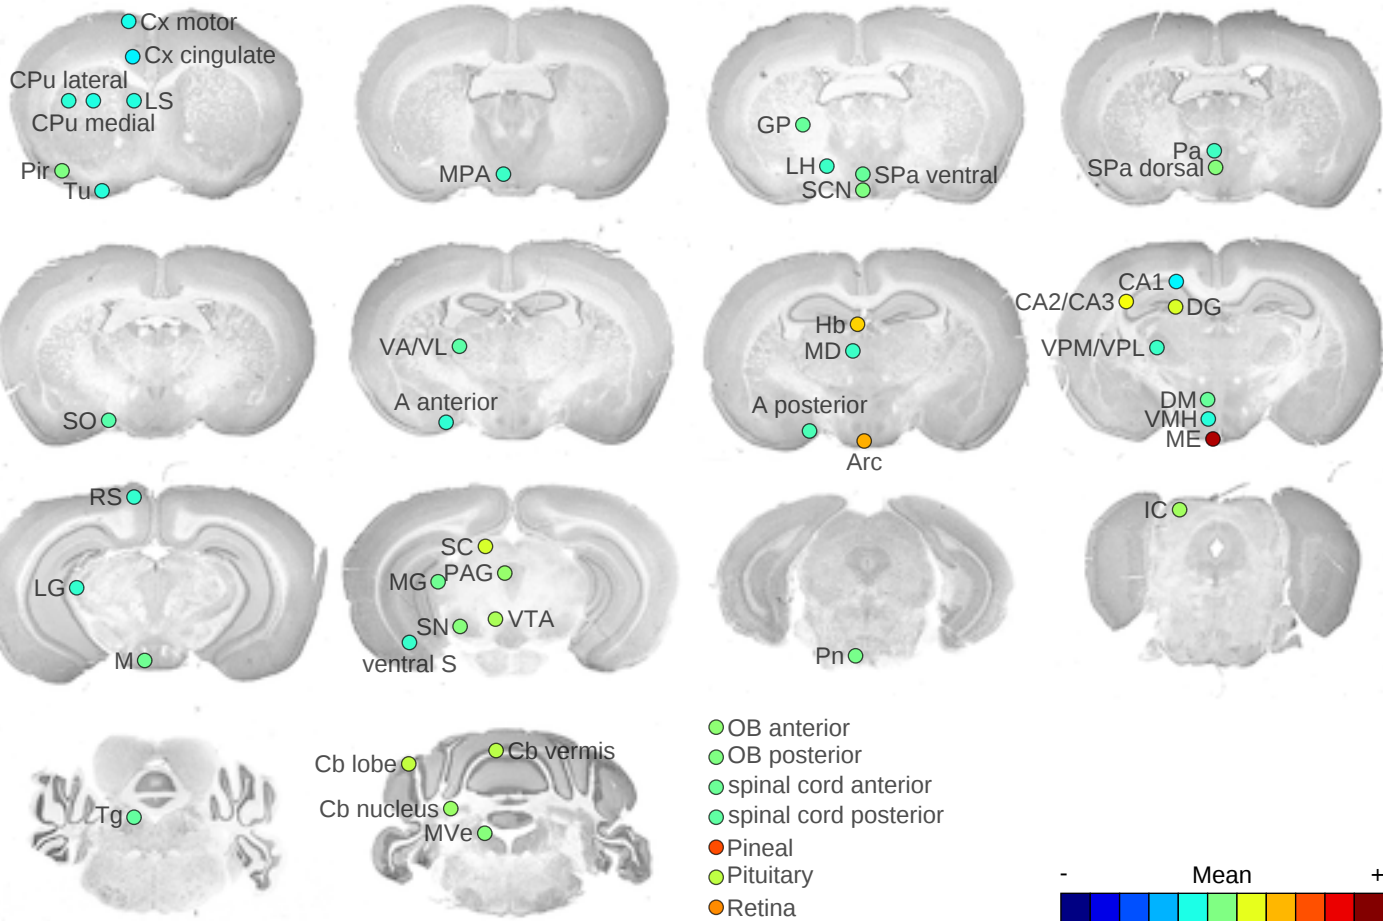 Cx motor
Cx cingulate
CPu lateral
LS
CPu medial
Pir
Tu
MPA
GP
LH
SPa ventral
SCN
Pa
SPa dorsal
SO
VA/VL
A anterior
Hb
MD
A posterior
Arc
CA1
CA2/CA3
DG
VPM/VPL
DM
VMH
ME
RS
LG
M
SC
MG
PAG
SN
VTA
ventral S
Pn
IC
Tg
Cb lobe
Cb vermis
Cb nucleus
MVe
OB anterior
OB posterior
spinal cord anterior
spinal cord posterior
Pineal
Pituitary
Retina
- Mean +